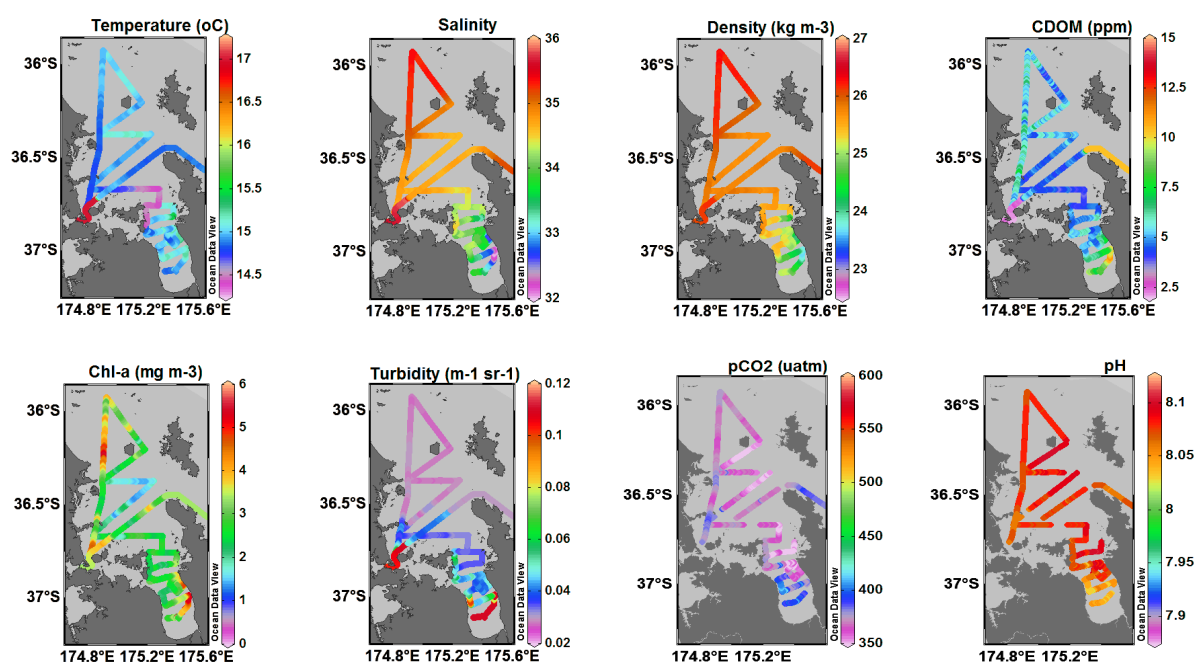 Temperature (oC)
Salinity
Density (kg m-3)
CDOM (ppm)
36°S
36.5°S
37°S
17
16.5
16
15.5
15
14.5
Ocean Data View
174.8°E 175.2°E 175.6°E
36°S
36.5°S
37°S
36
35
34
33
32
Ocean Data View
174.8°E 175.2°E 175.6°E
36°S
36.5°S
37°S
27
26
25
24
23
Ocean Data View
174.8°E 175.2°E 175.6°E
36°S
36.5°S
37°S
15
12.5
10
7.5
5
2.5
Ocean Data View
174.8°E 175.2°E 175.6°E
Chl-a (mg m-3)
Turbidity (m-1 sr-1)
pCO2 (uatm)
pH
36°S
36.5°S
37°S
6
5
4
3
2
1
0
Ocean Data View
174.8°E 175.2°E 175.6°E
36°S
36.5°S
37°S
0.12
0.1
0.08
0.06
0.04
0.02
Ocean Data View
174.8°E 175.2°E 175.6°E
36°S
36.5°S
37°S
600
550
500
450
400
350
Ocean Data View
174.8°E 175.2°E 175.6°E
36°S
36.5°S
37°S
8.1
8.05
8
7.95
7.9
Ocean Data View
174.8°E 175.2°E 175.6°E